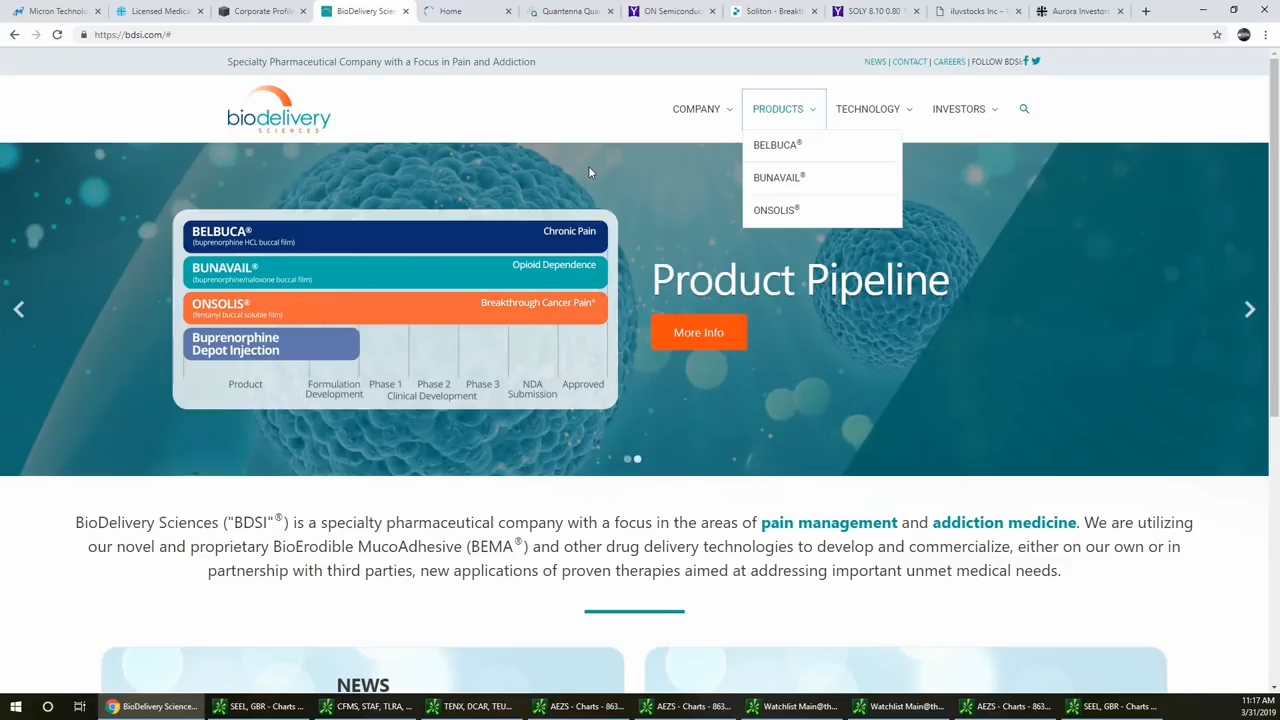 Micron Technolo
Licensed Medica
Corporate Profile
BioDelivery Scie
Home
Quantenna Qua
ON Semiconduc
Soliton - Breakth
SOLY 8.10 0.80 1
iluvstocks Inc –
Aurora Investors
https://bdsi.com/#
Specialty Pharmaceutical Company with a Focus in Pain and Addiction
NEWS | CONTACT | CAREERS | FOLLOW BDSI:
biodelivery
SCIENCES
COMPANY
PRODUCTS
TECHNOLOGY
INVESTORS
BELBUCA®
BUNAVAIL®
ONSOLIS®
BELBUCA®
(buprenorphine HCL buccal film)
Chronic Pain
BUNAVAIL®
(buprenorphine/naloxone buccal film)
Opioid Dependence
ONSOLIS®
(fentanyl buccal soluble film)
Breakthrough Cancer Pain*
Buprenorphine
Depot Injection
Product
Formulation
Development
Phase 1
Phase 2
Phase 3
Clinical Development
NDA
Submission
Approved
Product Pipeline
More Info
BioDelivery Sciences ("BDSI"®) is a specialty pharmaceutical company with a focus in the areas of pain management and addiction medicine. We are utilizing
our novel and proprietary BioErodible MucoAdhesive (BEMA®) and other drug delivery technologies to develop and commercialize, either on our own or in
partnership with third parties, new applications of proven therapies aimed at addressing important unmet medical needs.
NEWS
BioDelivery Science...
SEEL, GBR - Charts ...
CFMS, STAF, TLRA, ...
TENX, DCAR, TEU...
AEZS - Charts - 863...
AEZS - Charts - 863...
Watchlist Main@th...
Watchlist Main@th...
AEZS - Charts - 863...
SEEL, GBR - Charts ...
11:17 AM
3/31/2019